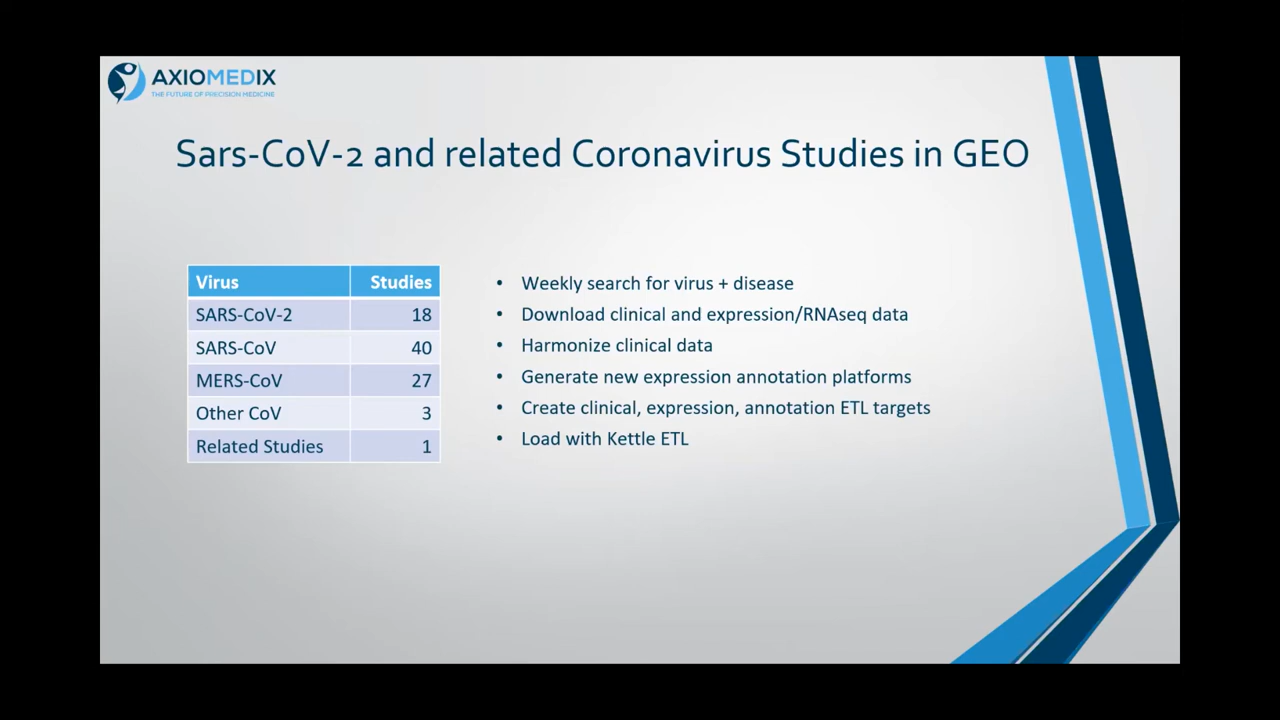 AXIOMEDIX
THE FUTURE OF PRECISION MEDICINE
Sars-CoV-2 and related Coronavirus Studies in GEO
Virus Studies
SARS-CoV-2 18
SARS-CoV 40
MERS-CoV 27
Other CoV 3
Related Studies 1
• Weekly search for virus + disease
• Download clinical and expression/RNAseq data
• Harmonize clinical data
• Generate new expression annotation platforms
• Create clinical, expression, annotation ETL targets
• Load with Kettle ETL